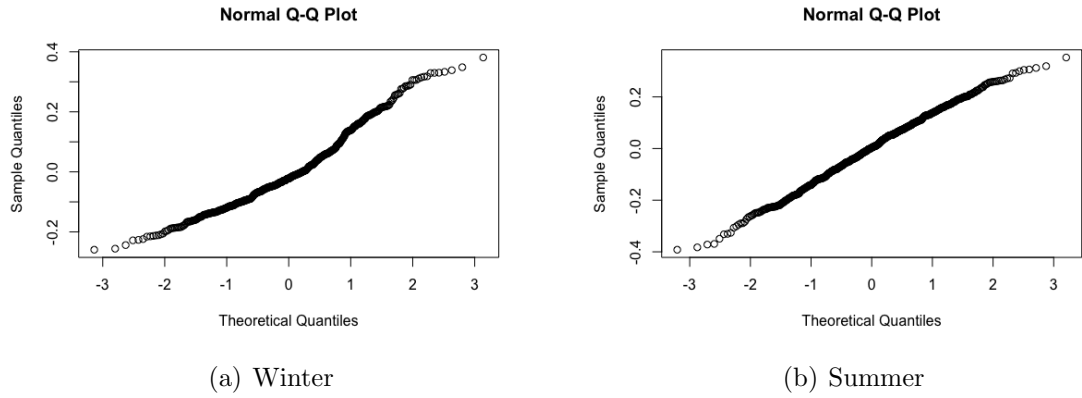 Normal Q-Q Plot
Sample Quantiles
0.4
0.2
0.0
-0.2
-3 -2 -1 0 1 2 3
Theoretical Quantiles
(a) Winter
Normal Q-Q Plot
Sample Quantiles
0.2
0.0
-0.2
-0.4
-3 -2 -1 0 1 2 3
Theoretical Quantiles
(b) Summer